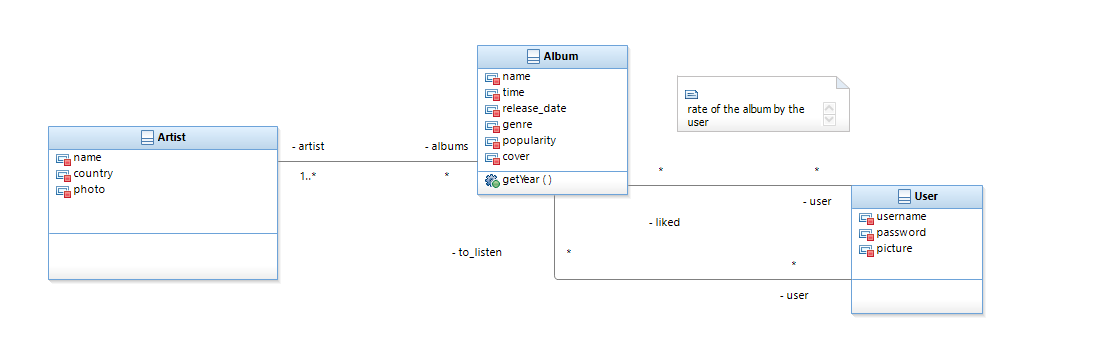 Album
name
time
release_date
genre
popularity
cover
getYear ( )
rate of the album by the
user
Artist
name
country
photo
- artist
- albums
1..*
*
*
*
- user
- liked
User
username
password
picture
- to_listen
*
*
- user